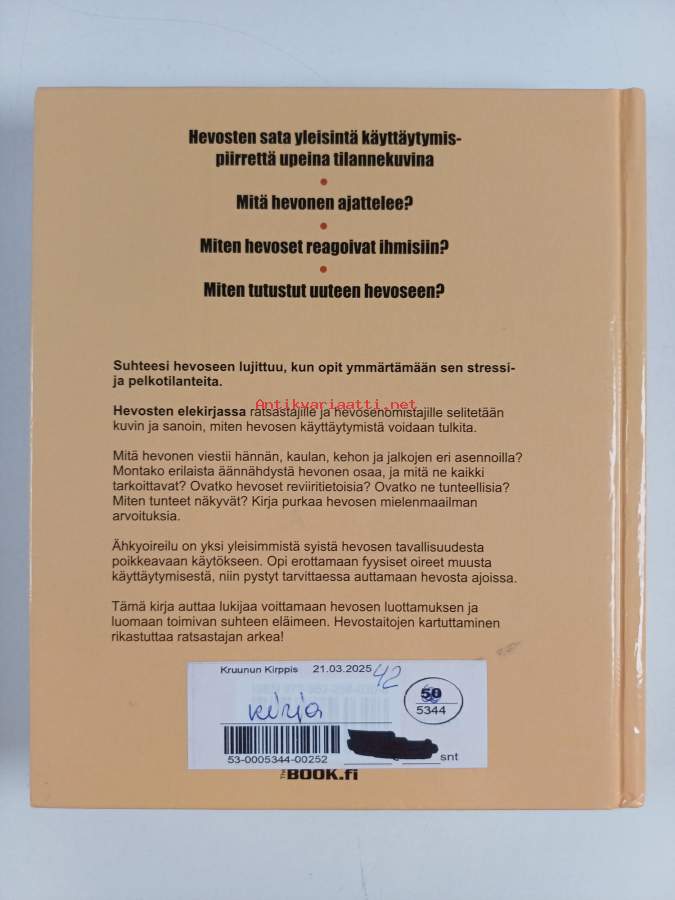 Hevosten sata yleisintä käyttäytymis-
piirrettä upeina tilannekuvina
Mitä hevonen ajattelee?
Miten hevoset reagoivat ihmisiin?
Miten tutustut uuteen hevoseen?
Suhteesi hevoseen lujittuu, kun opit ymmärtämään sen stressi-
ja pelkotilanteita.
Antikvariaatti.net
Hevosten elekirjassa ratsastajille ja hevosenomistajille selitetään
kuvin ja sanoin, miten hevosen käyttäytymistä voidaan tulkita.
Mitä hevonen viestii hännän, kaulan, kehon ja jalkojen eri asennoilla?
Montako erilaista äännähdystä hevonen osaa, ja mitä ne kaikki
tarkoittavat? Ovatko hevoset reviiritietoisia? Ovatko ne tunteellisia?
Miten tunteet näkyvät? Kirja purkaa hevosen mielenmaailman
arvoituksia.
Ähkyoireilu on yksi yleisimmistä syistä hevosen tavallisuudesta
poikkeavaan käytökseen. Opi erottamaan fyysiset oireet muusta
käyttäytymisestä, niin pystyt tarvittaessa auttamaan hevosta ajoissa.
Tämä kirja auttaa lukijaa voittamaan hevosen luottamuksen ja
luomaan toimivan suhteen eläimeen. Hevostaitojen kartuttaminen
rikastuttaa ratsastajan arkea!
Kruunun Kirppis 21.03.2025 42
kirja
5344
53-0005344-00252 snt
The BOOK.fi